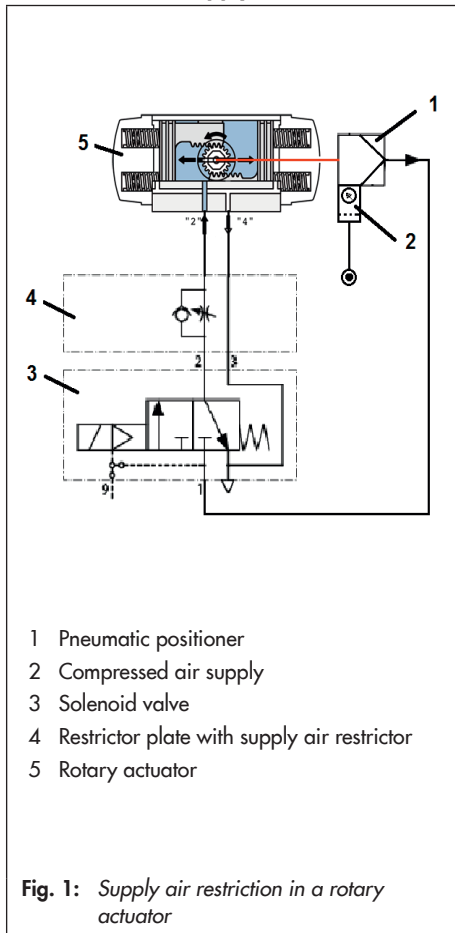 1
5
2
"2"
"4"
4
2
3
3
9
1
1 Pneumatic positioner
2 Compressed air supply
3 Solenoid valve
4 Restrictor plate with supply air restrictor
5 Rotary actuator
Fig. 1: Supply air restriction in a rotary
actuator